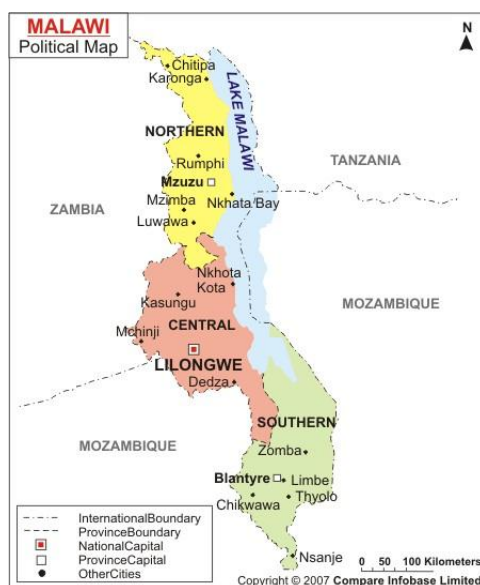 MALAWI
Political Map
N
Chitipa
Karonga
LAKE MALAWI
NORTHERN
TANZANIA
Rumphi
Mzuzu
Mzimba
Nkhata Bay
ZAMBIA
Luwawa
Nkhota
Kota
Kasungu
MOZAMBIQUE
CENTRAL
Mchinji
LILONGWE
Dedza
SOUTHERN
MOZAMBIQUE
Zomba
Blantyre
Limbe
Chikwawa
Thyolo
InternationalBoundary
ProvinceBoundary
NationalCapital
ProvinceCapital
OtherCities
Nsanje
0 50 100 Kilometers
Copyright © 2007 Compare Infobase Limited